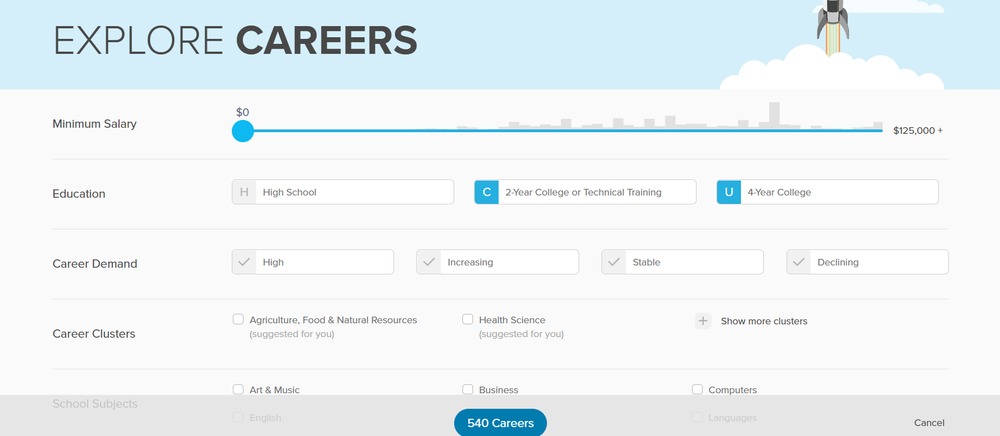 EXPLORE CAREERS
Minimum Salary
$0
$125,000 +
Education
H High School
C 2-Year College or Technical Training
U 4-Year College
Career Demand
High
Increasing
Stable
Declining
Career Clusters
Agriculture, Food & Natural Resources
(suggested for you)
Health Science
(suggested for you)
Show more clusters
School Subjects
Art & Music
Business
Computers
English
Languages
540 Careers
Cancel